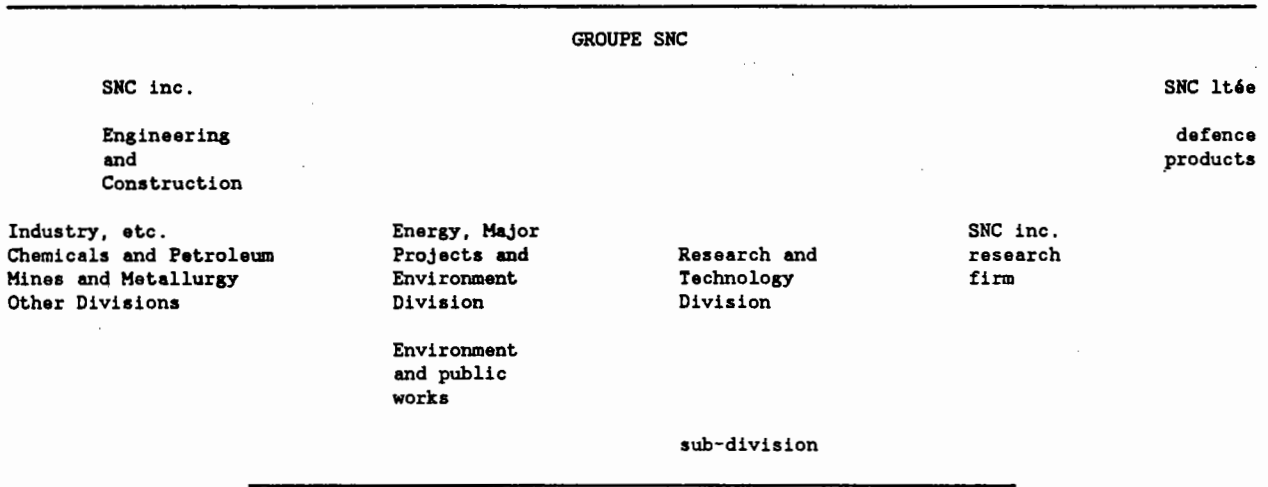 GROUPE SNC
SNC inc.
SNC ltée
Engineering
and
Construction
defence
products
Industry, etc.
Chemicals and Petroleum
Mines and Metallurgy
Other Divisions
Energy, Major
Projects and
Environment
Division
Research and
Technology
Division
SNC inc.
research
firm
Environment
and public
works
sub-division